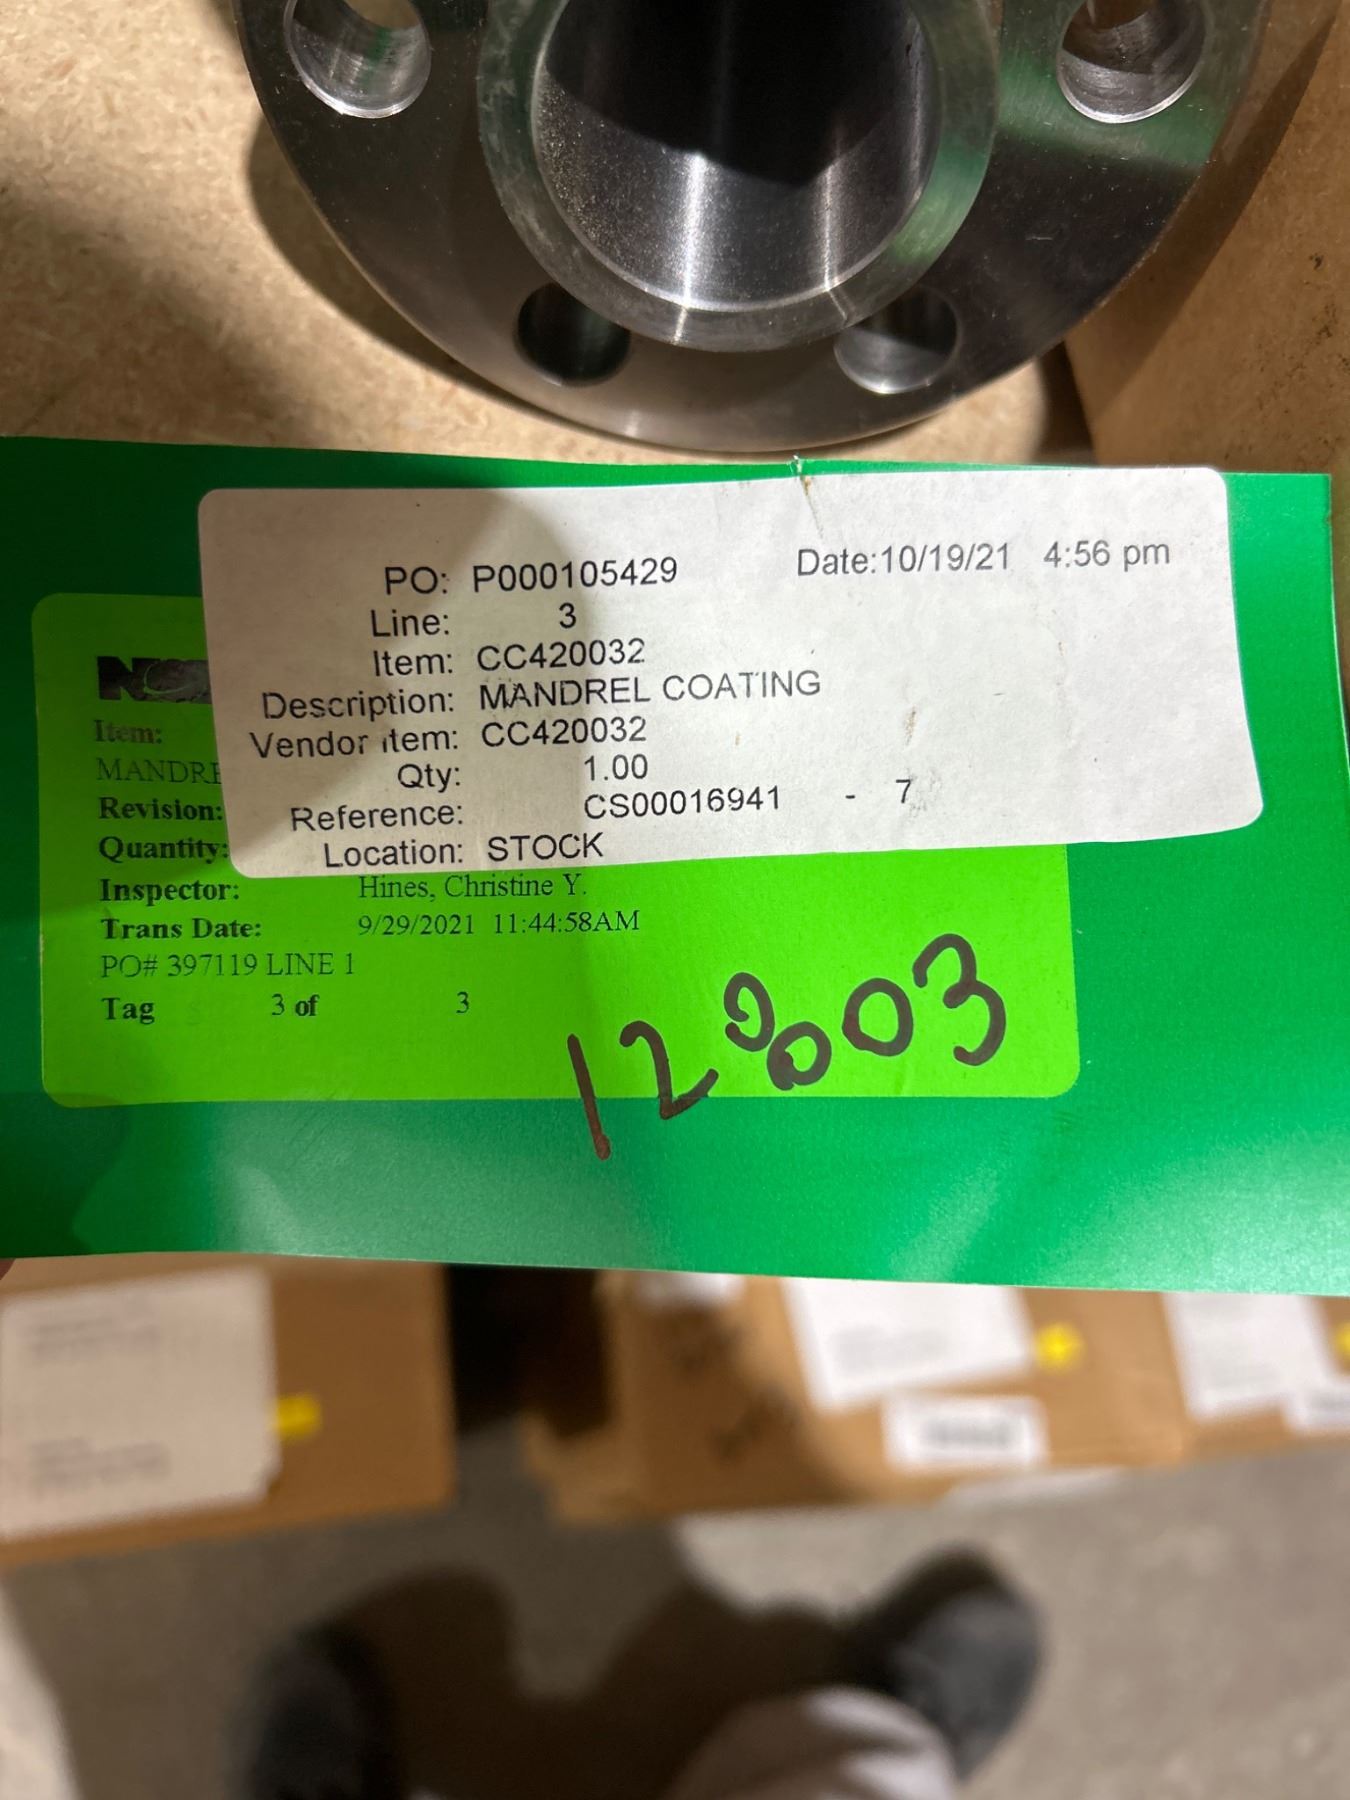 PO: P000105429 Date:10/19/21 4:56 pm
Line: 3
Item: CC420032
Description: MANDREL COATING
Vendor item: CC420032
Qty: 1.00
Reference: CS00016941 - 7
Location: STOCK
Item:
MANDRE
Revision:
Quantity:
Inspector: Hines, Christine Y.
Trans Date: 9/29/2021 11:44:58AM
PO# 397119 LINE 1
Tag 3 of 3